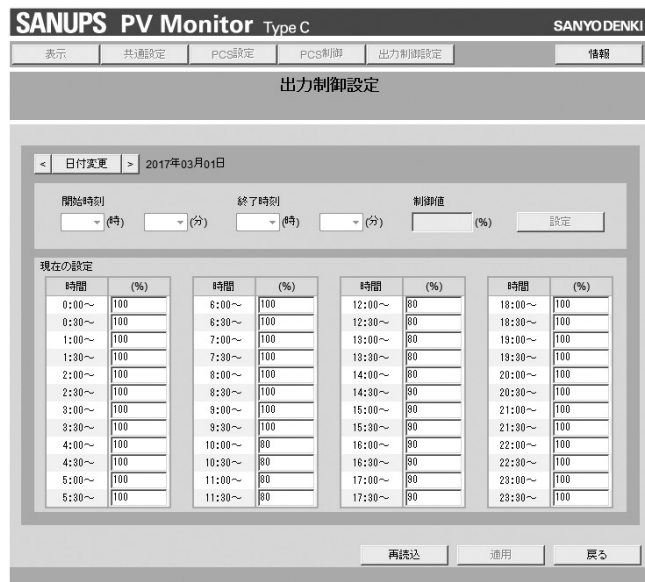 SANUPS PV Monitor Type C SANYO DENKI
表示 共通設定 PCS設定 PCS制御 出力制御設定 情報
出力制御設定
< 日付変更 > 2017年03月01日
開始時刻 終了時刻 制御値
(時) (分) (時) (分) (%) 設定
現在の設定
時間 (%) 時間 (%) 時間 (%) 時間 (%)
0:00～ 100 6:00～ 100 12:00～ 80 18:00～ 100
0:30～ 100 6:30～ 100 12:30～ 80 18:30～ 100
1:00～ 100 7:00～ 100 13:00～ 80 19:00～ 100
1:30～ 100 7:30～ 100 13:30～ 80 19:30～ 100
2:00～ 100 8:00～ 100 14:00～ 80 20:00～ 100
2:30～ 100 8:30～ 100 14:30～ 90 20:30～ 100
3:00～ 100 9:00～ 100 15:00～ 90 21:00～ 100
3:30～ 100 9:30～ 100 15:30～ 90 21:30～ 100
4:00～ 100 10:00～ 80 16:00～ 90 22:00～ 100
4:30～ 100 10:30～ 80 16:30～ 90 22:30～ 100
5:00～ 100 11:00～ 80 17:00～ 90 23:00～ 100
5:30～ 100 11:30～ 80 17:30～ 90 23:30～ 100
再読込 適用 戻る